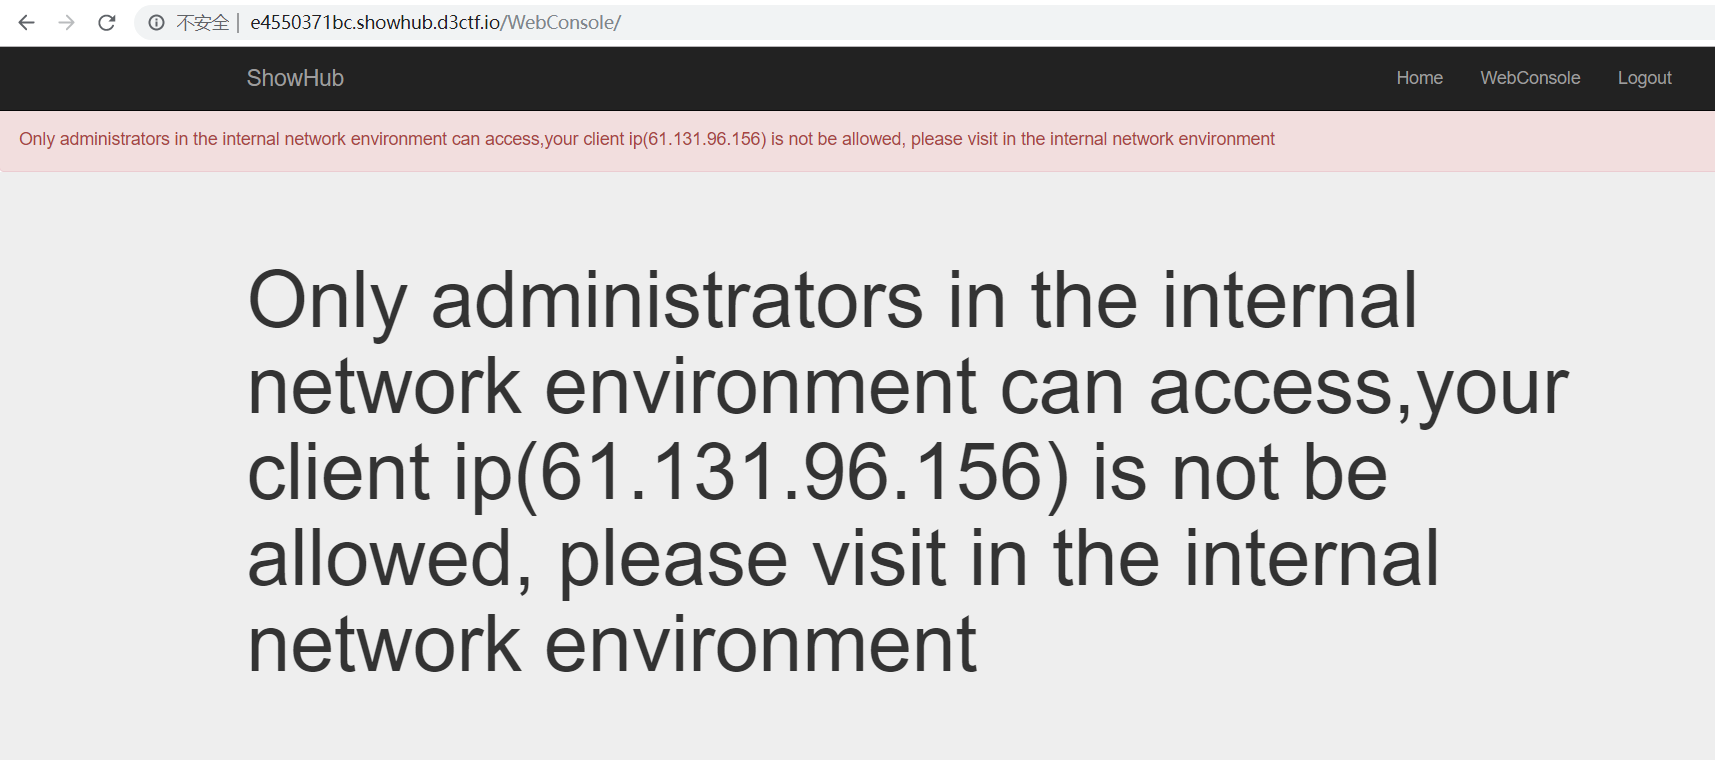 不安全 | e4550371bc.showhub.d3ctf.io/WebConsole/
ShowHub Home WebConsole Logout
Only administrators in the internal network environment can access,your client ip(61.131.96.156) is not be allowed, please visit in the internal network environment
Only administrators in the internal
network environment can access,your
client ip(61.131.96.156) is not be
allowed, please visit in the internal
network environment